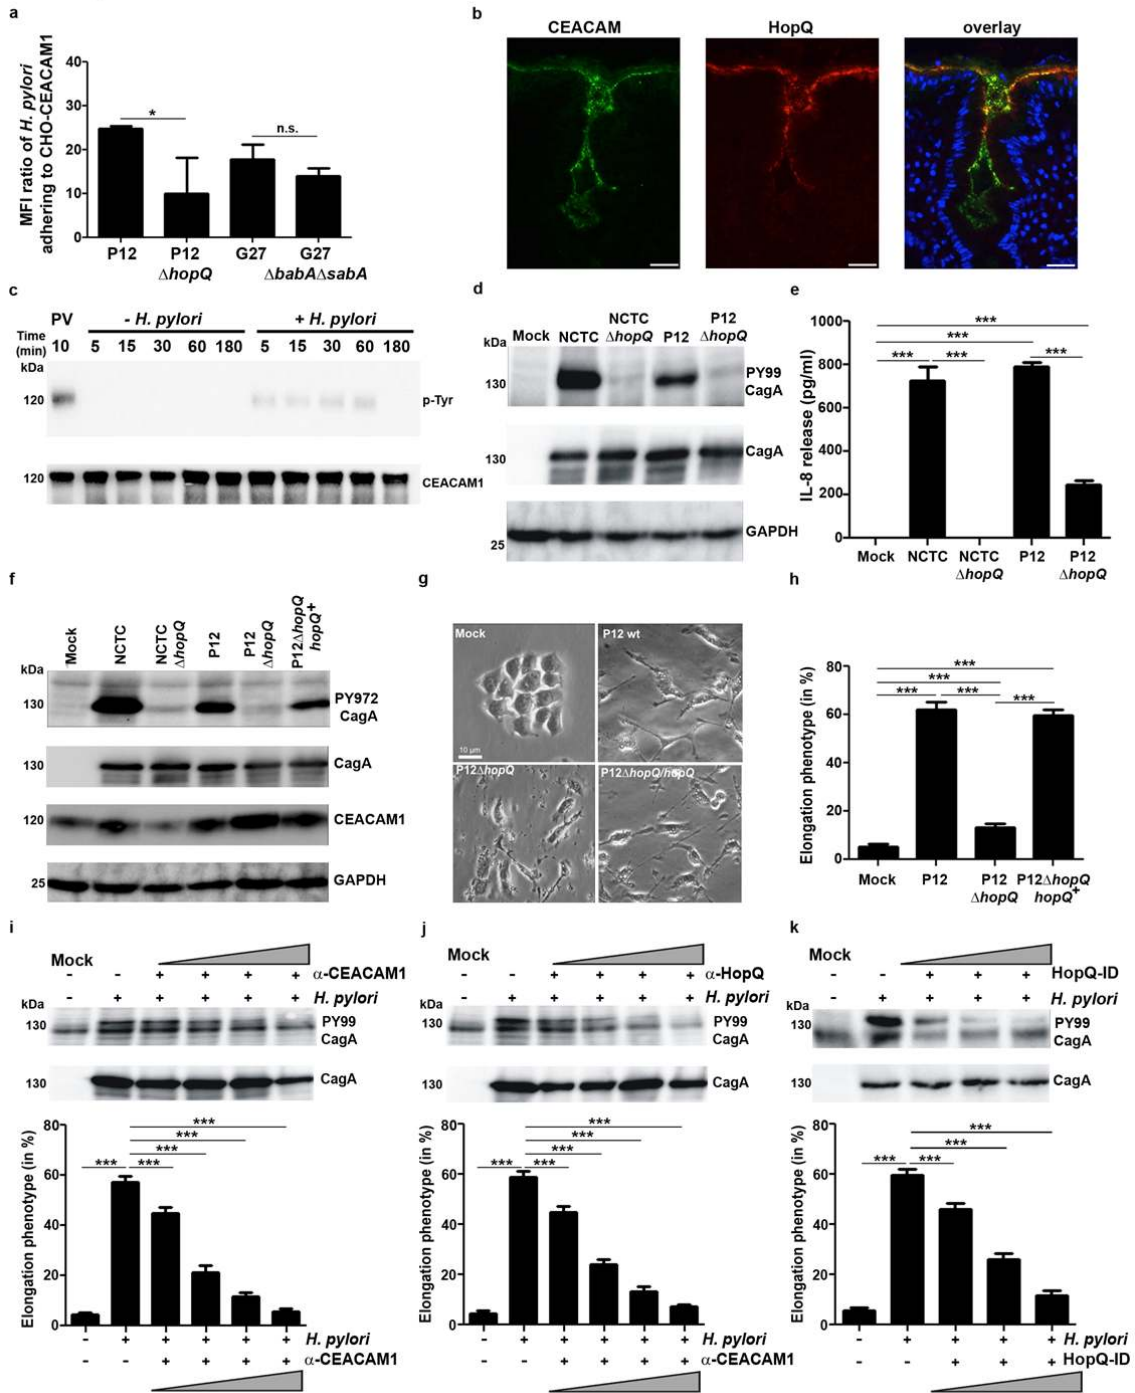 a
MFI ratio of H. pylori
adhering to CHO-CEACAM1
40
30
20
10
0
*
n.s.
P12
P12
ΔhopQ
G27
G27
ΔbabAΔsabA
b
CEACAM
HopQ
overlay
c
PV
- H. pylori
+ H. pylori
Time
(min)
10
5 15 30 60 180
5 15 30 60 180
kDa
120
p-Tyr
120
CEACAM1
d
kDa
Mock
NCTC
NCTC
ΔhopQ
P12
P12
ΔhopQ
130
PY99
CagA
130
CagA
25
GAPDH
e
IL-8 release (pg/ml)
1000
800
600
400
200
0
***
***
*** *** ***
Mock
NCTC
NCTC
ΔhopQ
P12
P12
ΔhopQ
f
kDa
Mock
NCTC
NCTC
ΔhopQ
P12
P12
ΔhopQ
P12ΔhopQ
hopQ+
130
PY972
CagA
130
CagA
120
CEACAM1
25
GAPDH
g
Mock
10 µm
P12 wt
P12ΔhopQ
P12ΔhopQ/hopQ
h
Elongation phenotype (in %)
80
60
40
20
0
***
***
*** *** ***
Mock
P12
P12
ΔhopQ
P12ΔhopQ
hopQ+
i
Mock
- - + + + + α-CEACAM1
- + + + + + H. pylori
kDa
130
PY99
CagA
130
CagA
Elongation phenotype (in %)
80
60
40
20
0
***
***
***
*** ***
- + + + + + H. pylori
- - + + + + α-CEACAM1
j
Mock
- - + + + + α-HopQ
- + + + + + H. pylori
kDa
130
PY99
CagA
130
CagA
Elongation phenotype (in %)
80
60
40
20
0
***
***
***
*** ***
- + + + + + H. pylori
- - + + + + α-CEACAM1
k
Mock
- - + + + HopQ-ID
- + + + + H. pylori
kDa
130
PY99
CagA
130
CagA
Elongation phenotype (in %)
80
60
40
20
0
***
***
*** ***
- + + + + H. pylori
- - + + + HopQ-ID